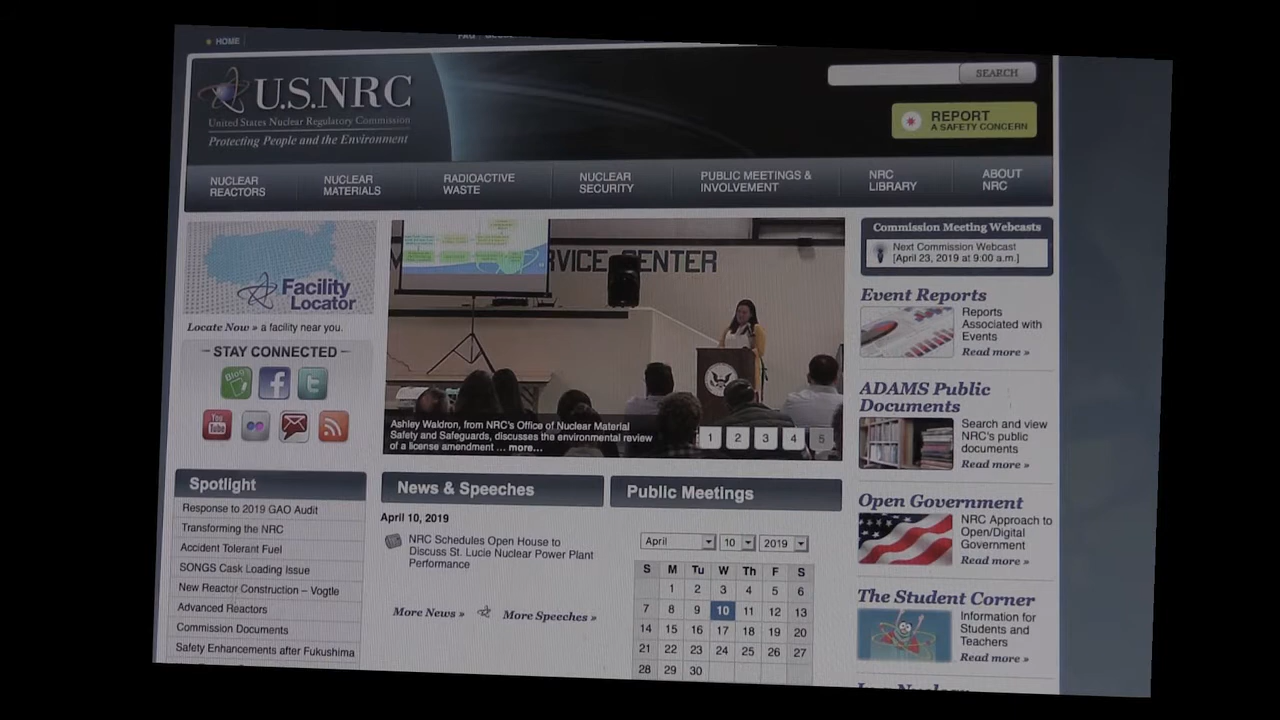 HOME
U.S.NRC
United States Nuclear Regulatory Commission
Protecting People and the Environment
SEARCH
REPORT
A SAFETY CONCERN
NUCLEAR
REACTORS
NUCLEAR
MATERIALS
RADIOACTIVE
WASTE
NUCLEAR
SECURITY
PUBLIC MEETINGS &
INVOLVEMENT
NRC
LIBRARY
ABOUT
NRC
Facility
Locator
Locate Now » a facility near you.
STAY CONNECTED
Blog
You
Tube
CENTER
Ashley Waldron, from NRC's Office of Nuclear Material
Safety and Safeguards, discusses the environmental review
of a license amendment ... more...
1 2 3 4 5
Commission Meeting Webcasts
Next Commission Webcast
[April 23, 2019 at 9:00 a.m.]
Event Reports
Reports
Associated with
Events
Read more »
ADAMS Public
Documents
Search and view
NRC's public
documents
Read more »
Open Government
NRC Approach to
Open/Digital
Government
Read more »
The Student Corner
Information for
Students and
Teachers
Read more »
Spotlight
Response to 2019 GAO Audit
Transforming the NRC
Accident Tolerant Fuel
SONGS Cask Loading Issue
New Reactor Construction – Vogtle
Advanced Reactors
Commission Documents
Safety Enhancements after Fukushima
News & Speeches
April 10, 2019
NRC Schedules Open House to
Discuss St. Lucie Nuclear Power Plant
Performance
More News » More Speeches »
Public Meetings
April 10 2019
S M Tu W Th F S
1 2 3 4 5 6
7 8 9 10 11 12 13
14 15 16 17 18 19 20
21 22 23 24 25 26 27
28 29 30